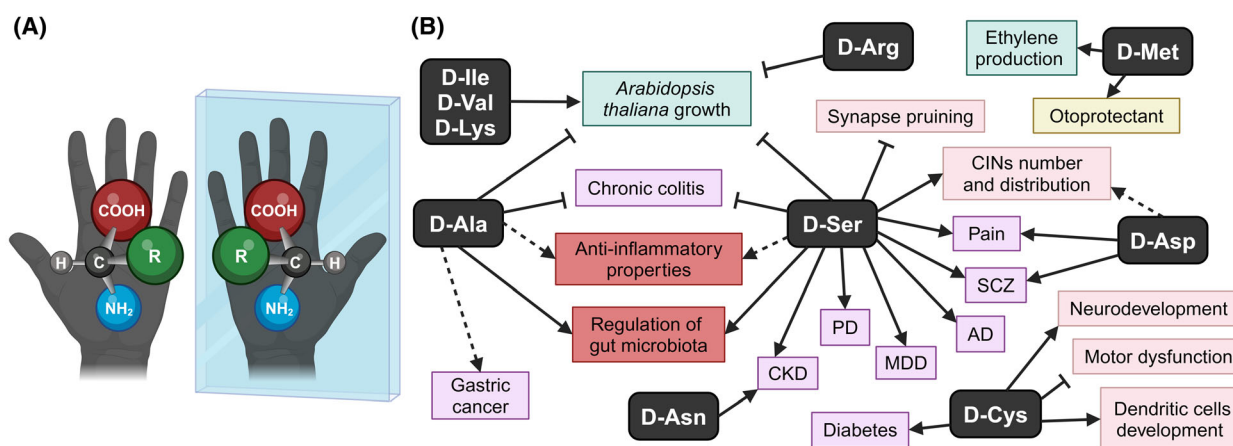 (A)
COOH
H
C
R
NH₂
COOH
R
C
H
NH₂
(B)
D-Ile
D-Val
D-Lys
Arabidopsis
thaliana growth
D-Arg
Ethylene
production
D-Met
Otoprotectant
Synapse pruining
CINs number
and distribution
Chronic colitis
D-Ala
D-Ser
D-Asp
Pain
Anti-inflammatory
properties
SCZ
Regulation of
gut microbiota
PD
AD
MDD
CKD
Gastric
cancer
D-Asn
Neurodevelopment
Motor dysfunction
D-Cys
Diabetes
Dendritic cells
development